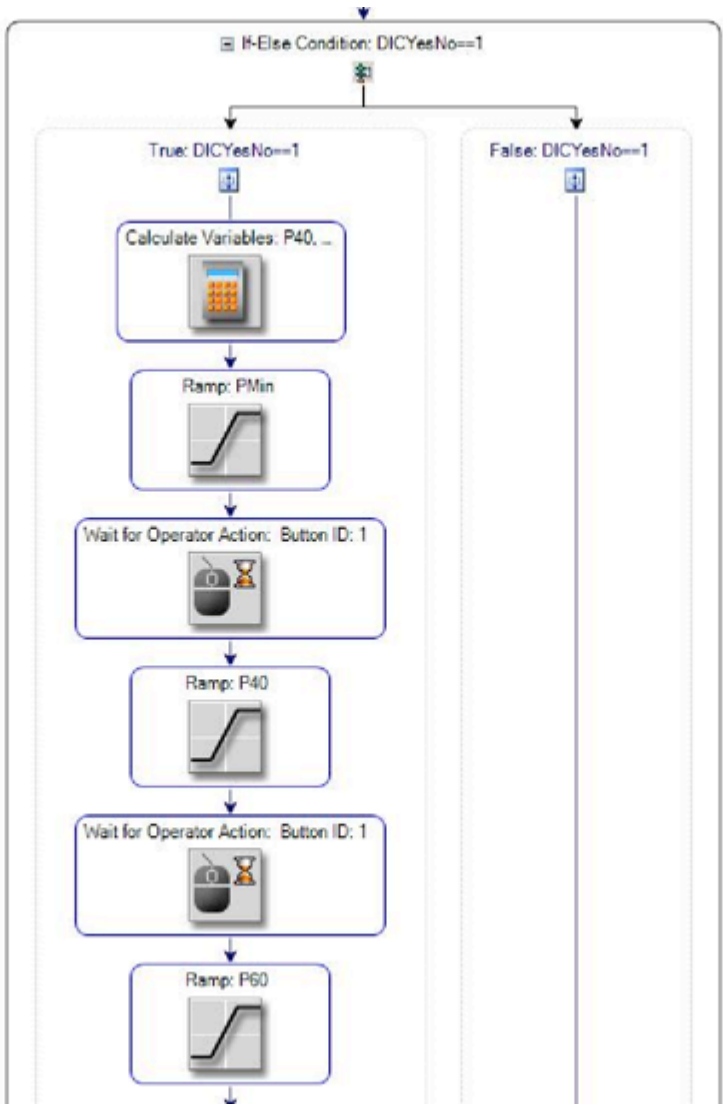 If-Else Condition: DICYesNo==1
True: DICYesNo==1
False: DICYesNo==1
Calculate Variables: P40, ...
Ramp: PMin
Wait for Operator Action: Button ID: 1
Ramp: P40
Wait for Operator Action: Button ID: 1
Ramp: P60